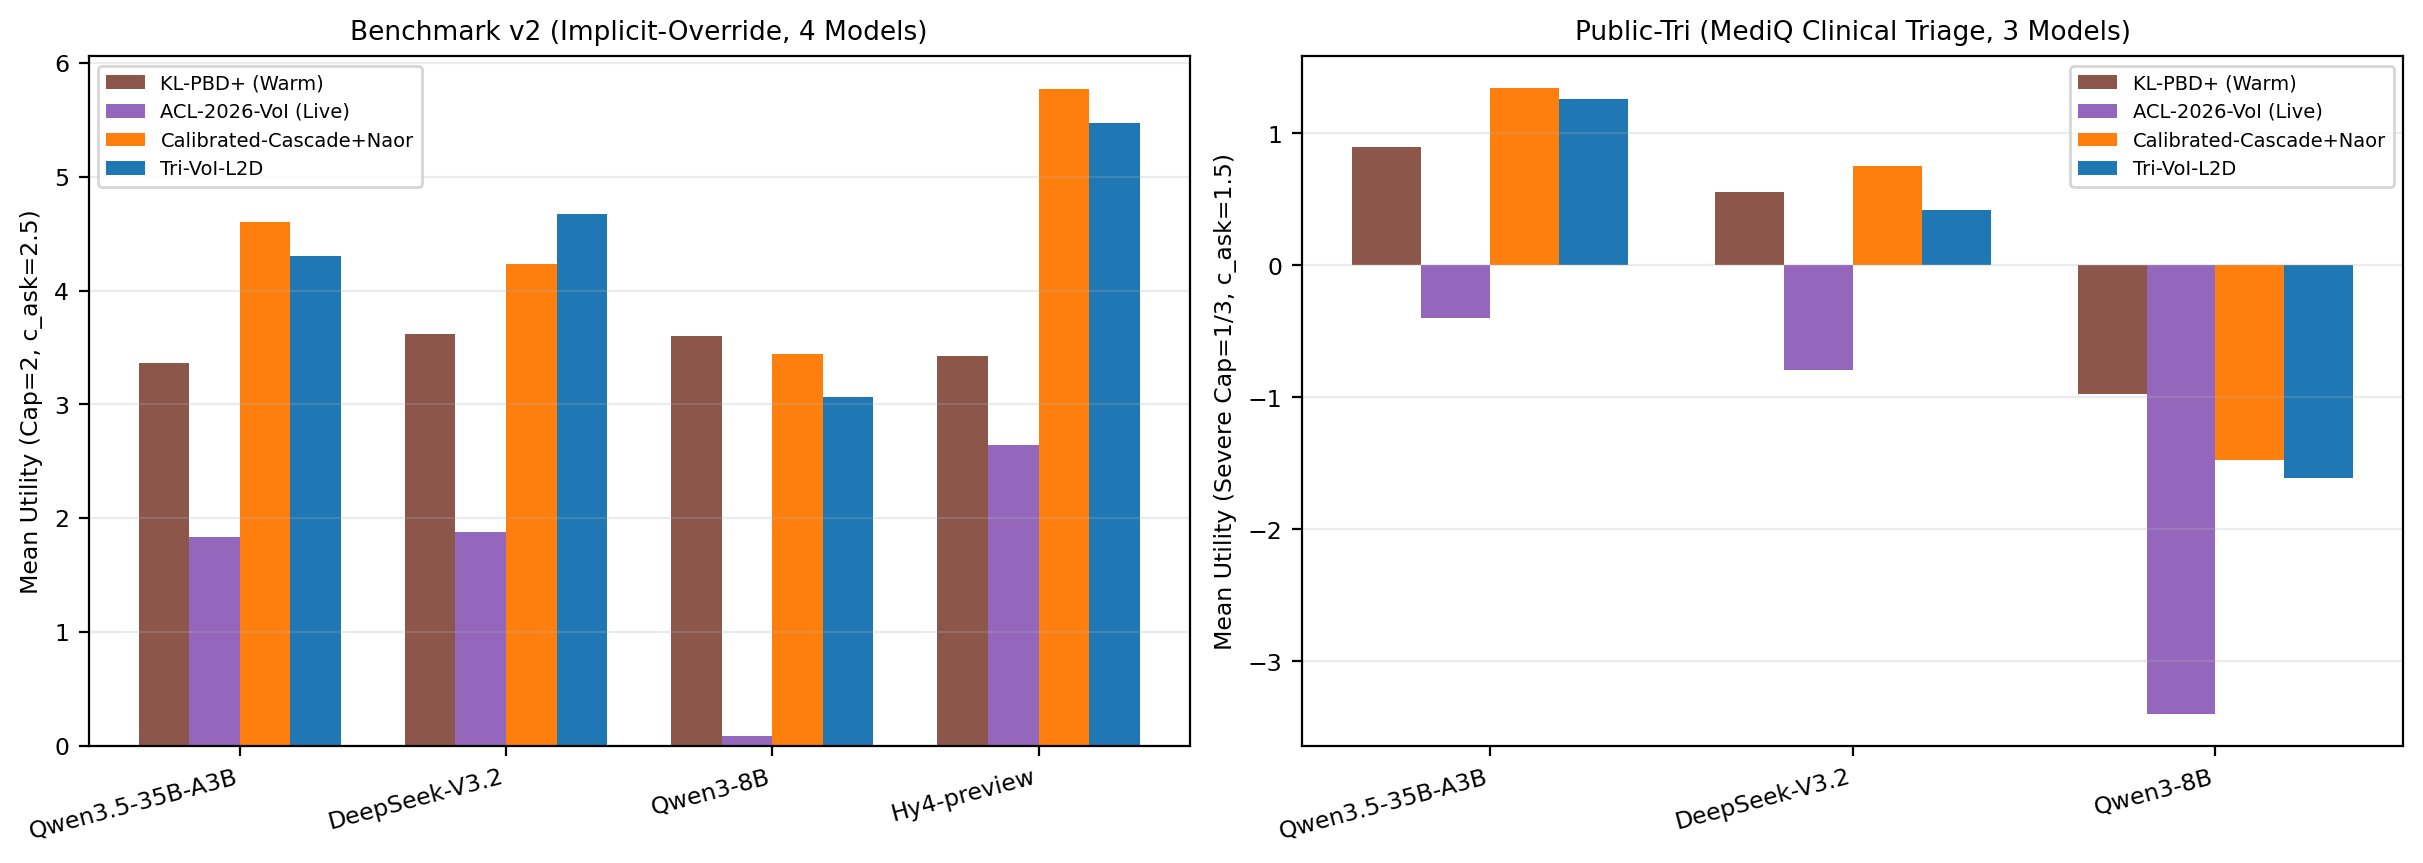 Benchmark v2 (Implicit-Override, 4 Models)
Mean Utility (Cap=2, c_ask=2.5)
6
5
4
3
2
1
0
KL-PBD+ (Warm)
ACL-2026-VoI (Live)
Calibrated-Cascade+Naor
Tri-VoI-L2D
Qwen3.5-35B-A3B
DeepSeek-V3.2
Qwen3-8B
Hy4-preview
Public-Tri (MediQ Clinical Triage, 3 Models)
Mean Utility (Severe Cap=1/3, c_ask=1.5)
1
0
−1
−2
−3
KL-PBD+ (Warm)
ACL-2026-VoI (Live)
Calibrated-Cascade+Naor
Tri-VoI-L2D
Qwen3.5-35B-A3B
DeepSeek-V3.2
Qwen3-8B